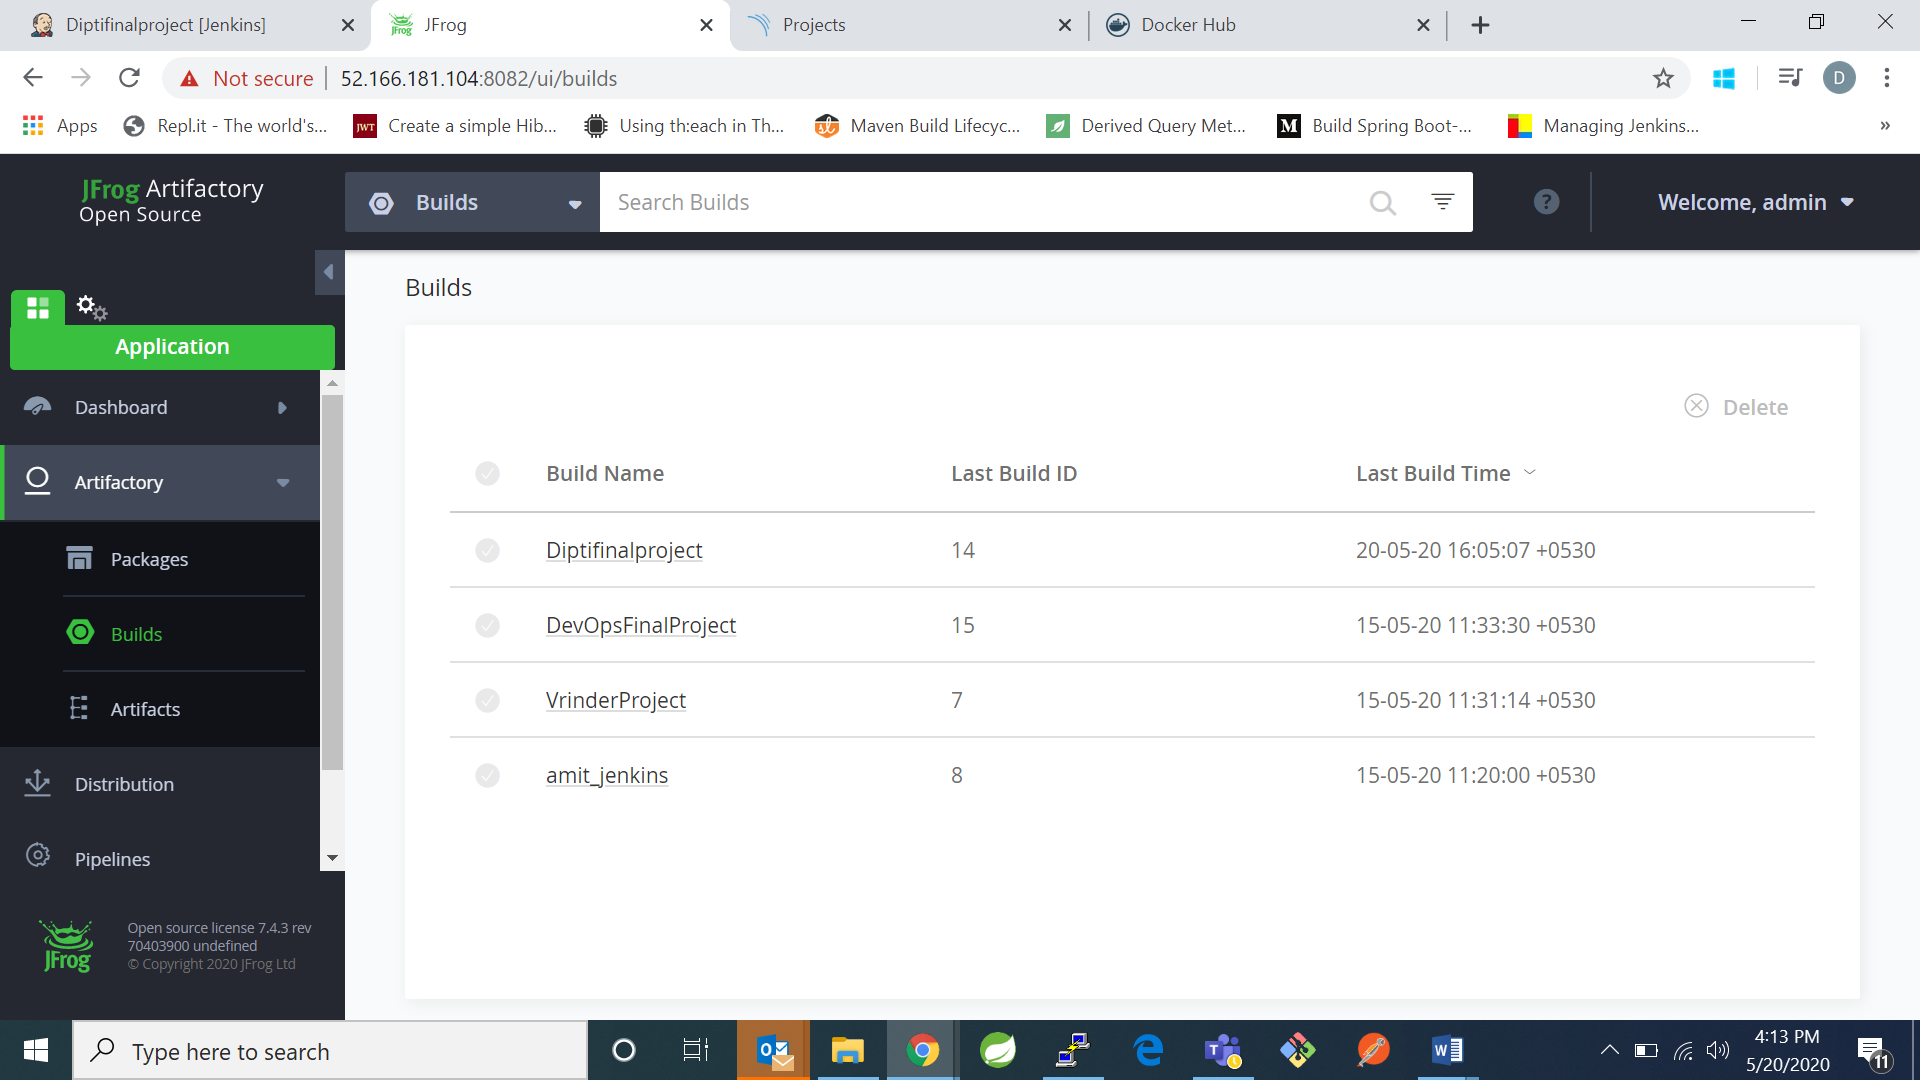 Diptifinalproject [Jenkins]
JFrog
Projects
Docker Hub
Not secure
52.166.181.104:8082/ui/builds
D
Apps
Repl.it - The world's...
JWT
Create a simple Hib...
Using th:each in Th...
Maven Build Lifecyc...
Derived Query Met...
M
Build Spring Boot-...
Managing Jenkins...
»
JFrog Artifactory
Open Source
Builds
Search Builds
?
Welcome, admin
Application
Dashboard
Artifactory
Packages
Builds
Artifacts
Distribution
Pipelines
JFrog
Open source license 7.4.3 rev
70403900 undefined
© Copyright 2020 JFrog Ltd
Builds
Delete
Build Name Last Build ID Last Build Time
Diptifinalproject 14 20-05-20 16:05:07 +0530
DevOpsFinalProject 15 15-05-20 11:33:30 +0530
VrinderProject 7 15-05-20 11:31:14 +0530
amit_jenkins 8 15-05-20 11:20:00 +0530
Type here to search
4:13 PM
5/20/2020
11